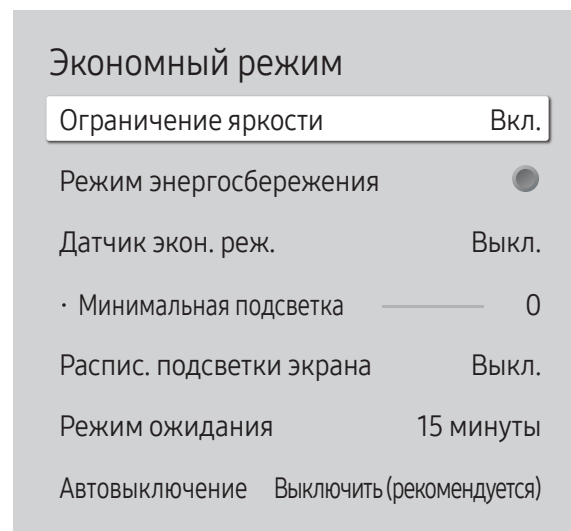 Экономный режим
Ограничение яркости Вкл.
Режим энергосбережения
Датчик экон. реж. Выкл.
· Минимальная подсветка 0
Распис. подсветки экрана Выкл.
Режим ожидания 15 минуты
Автовыключение Выключить (рекомендуется)